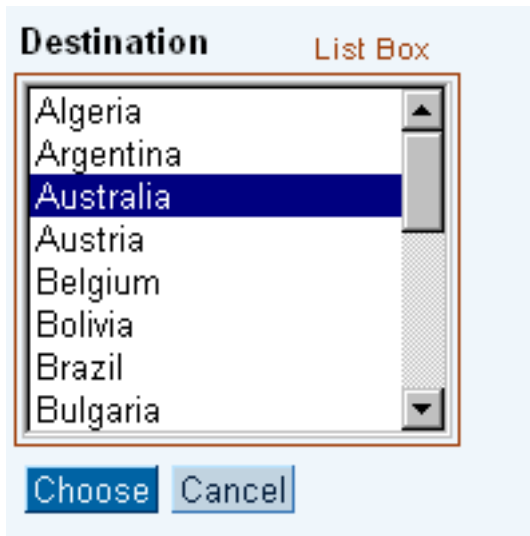 Destination List Box
Algeria
Argentina
Australia
Austria
Belgium
Bolivia
Brazil
Bulgaria
Choose Cancel